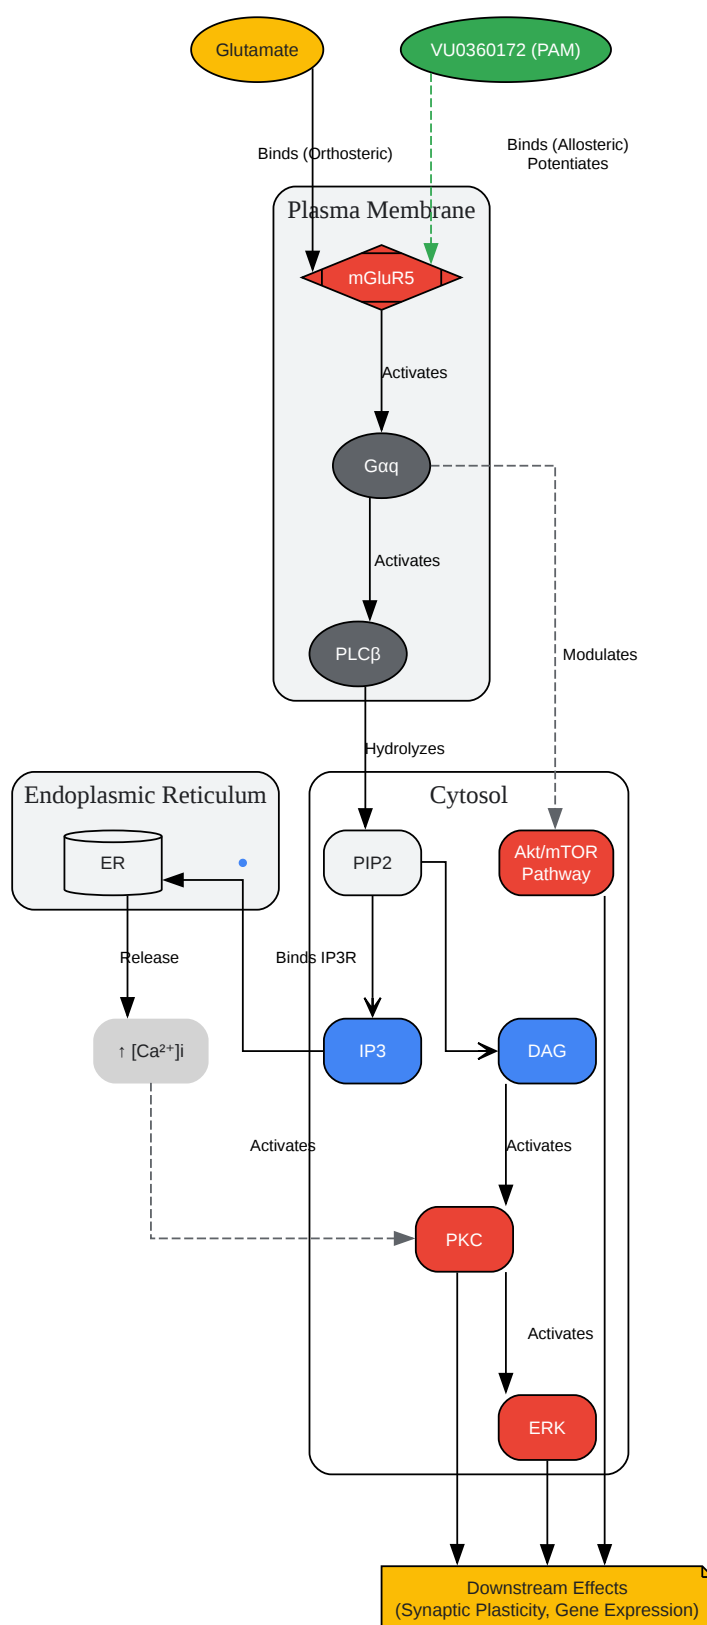 Glutamate
VU0360172 (PAM)
Binds (Orthosteric)
Binds (Allosteric)
Potentiates
Plasma Membrane
mGluR5
Activates
Gαq
Activates
PLCβ
Modulates
Hydrolyzes
Endoplasmic Reticulum
Cytosol
ER
PIP2
Akt/mTOR
Pathway
Release
Binds IP3R
↑ [Ca²⁺]i
IP3
DAG
Activates
Activates
PKC
Activates
ERK
Downstream Effects
(Synaptic Plasticity, Gene Expression)